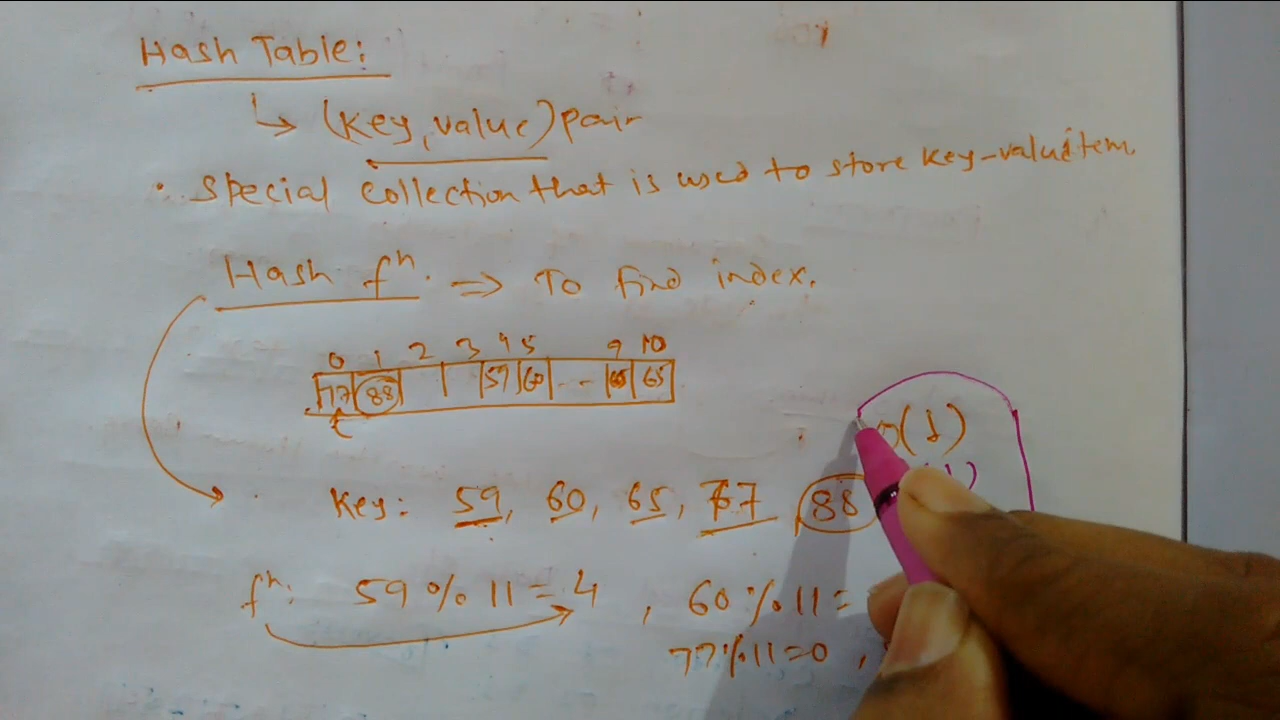 Hash Table:
↳ (Key, value) pair
• Special collection that is used to store key-value item
Hash fⁿ. ⇒ To find index.
0 1 2 3 4 5 9 10
77 88 59 60 -- 65
Key: 59, 60, 65, 77 88
fⁿ: 59 % 11 = 4 , 60 % 11 =
77 % 11 = 0 ,